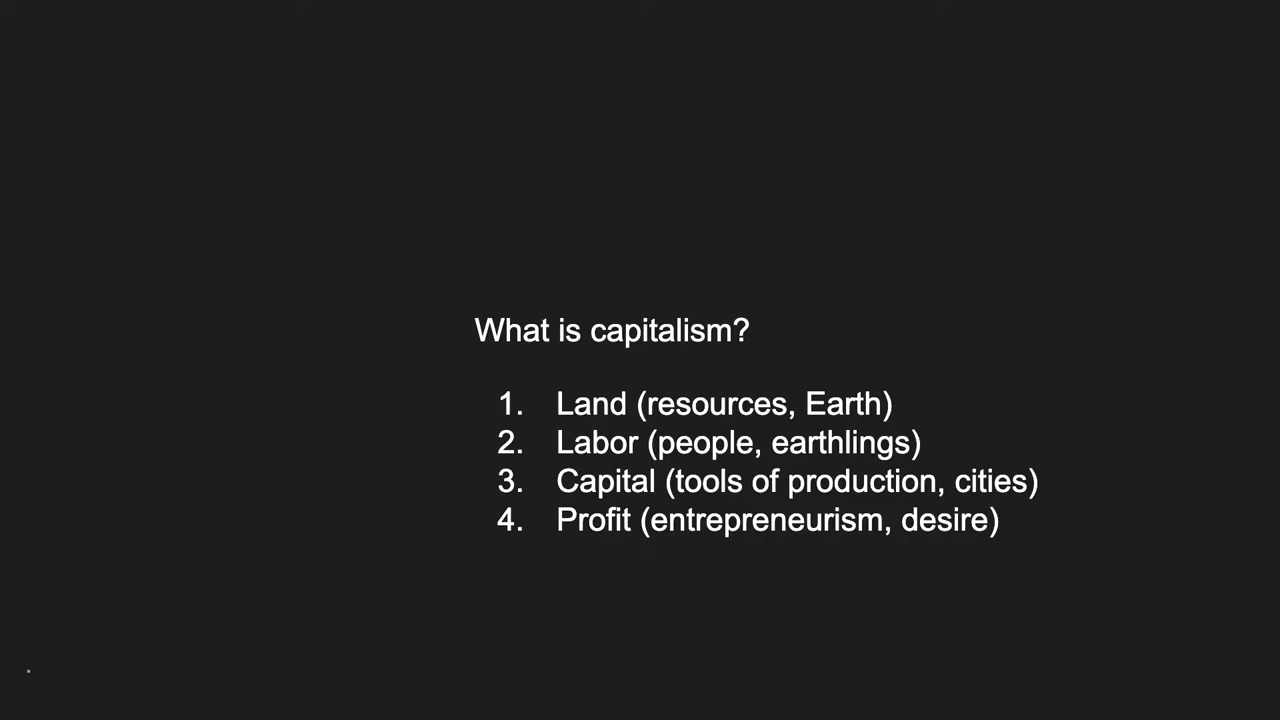 What is capitalism?
1. Land (resources, Earth)
2. Labor (people, earthlings)
3. Capital (tools of production, cities)
4. Profit (entrepreneurism, desire)